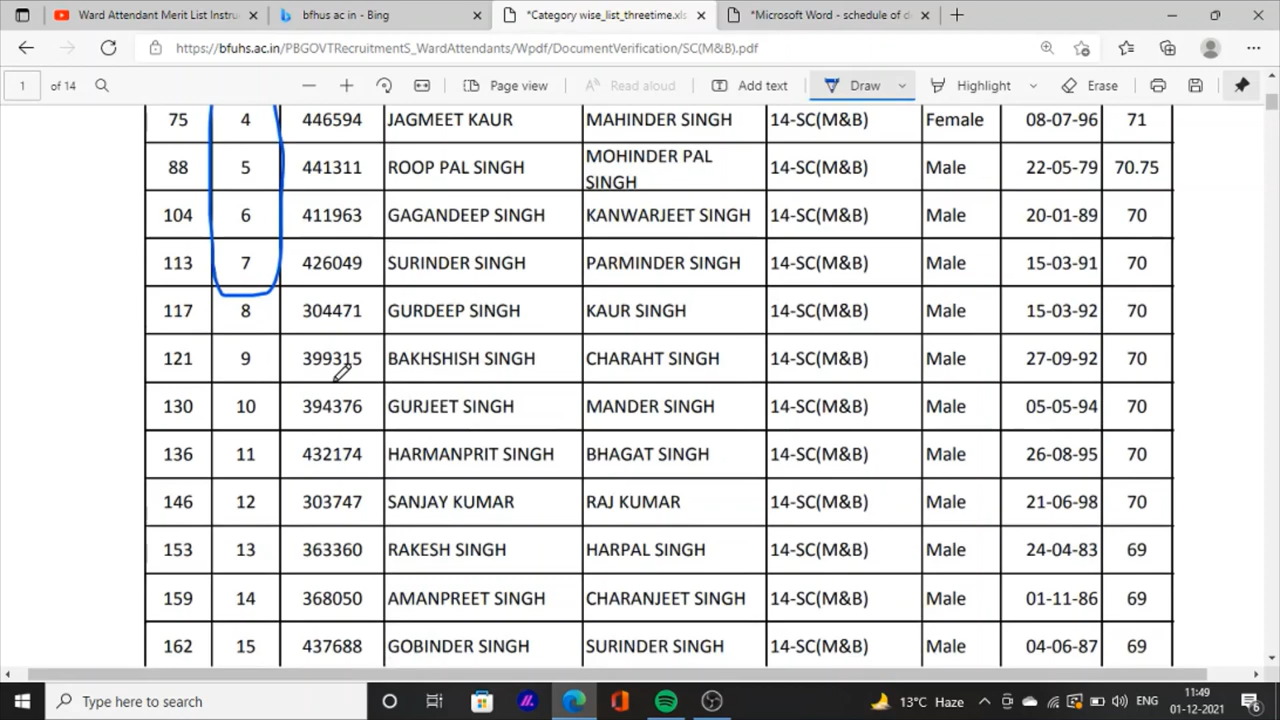 Ward Attendant Merit List Instru
bfhus ac in - Bing
*Category wise_list_threetime.xls
*Microsoft Word - schedule of d
https://bfuhs.ac.in/PBGOVTRecruitmentS_WardAttendants/Wpdf/DocumentVerification/SC(M&B).pdf
1 of 14 Page view Read aloud Add text Draw Highlight Erase
75 4 446594 JAGMEET KAUR MAHINDER SINGH 14-SC(M&B) Female 08-07-96 71
88 5 441311 ROOP PAL SINGH MOHINDER PAL SINGH 14-SC(M&B) Male 22-05-79 70.75
104 6 411963 GAGANDEEP SINGH KANWARJEET SINGH 14-SC(M&B) Male 20-01-89 70
113 7 426049 SURINDER SINGH PARMINDER SINGH 14-SC(M&B) Male 15-03-91 70
117 8 304471 GURDEEP SINGH KAUR SINGH 14-SC(M&B) Male 15-03-92 70
121 9 399315 BAKHSHISH SINGH CHARAHT SINGH 14-SC(M&B) Male 27-09-92 70
130 10 394376 GURJEET SINGH MANDER SINGH 14-SC(M&B) Male 05-05-94 70
136 11 432174 HARMANPRIT SINGH BHAGAT SINGH 14-SC(M&B) Male 26-08-95 70
146 12 303747 SANJAY KUMAR RAJ KUMAR 14-SC(M&B) Male 21-06-98 70
153 13 363360 RAKESH SINGH HARPAL SINGH 14-SC(M&B) Male 24-04-83 69
159 14 368050 AMANPREET SINGH CHARANJEET SINGH 14-SC(M&B) Male 01-11-86 69
162 15 437688 GOBINDER SINGH SURINDER SINGH 14-SC(M&B) Male 04-06-87 69
Type here to search
13°C Haze
ENG
11:49
01-12-2021
6